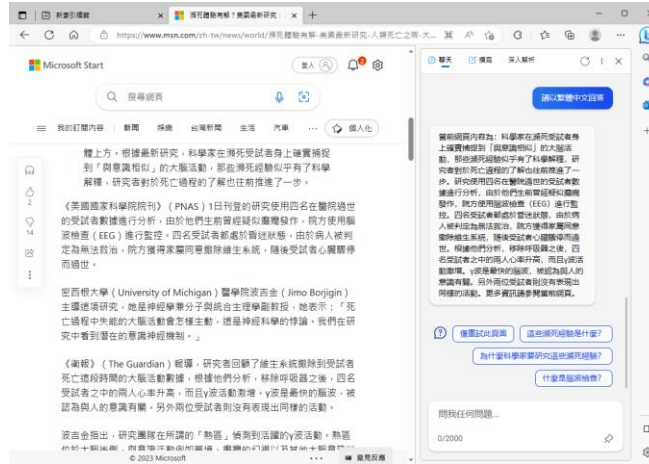 新索引標籤
瀕死體驗有解？美國最新研究
https://www.msn.com/zh-tw/news/world/瀕死體驗有解-美國最新研究-人類死亡之際-大...
Microsoft Start
登入
搜尋網頁
我的訂閱內容 新聞 娛樂 台灣新聞 生活 汽車 ... 個人化
體上方。根據最新研究，科學家在瀕死受試者身上確實捕捉
到「與意識相似」的大腦活動，那些瀕死經驗似乎有了科學
解釋，研究者對於死亡過程的了解也往前推進了一步。
《美國國家科學院院刊》（PNAS）1日刊登的研究使用四名在醫院過世
的受試者數據進行分析，由於他們生前曾經疑似癲癇發作，院方使用腦
波檢查（EEG）進行監控。四名受試者都處於昏迷狀態，由於病人被判
定為無法救治，院方獲得家屬同意撤除維生系統，隨後受試者心臟驟停
而過世。
密西根大學（University of Michigan）醫學院波吉金（Jimo Borjigin）
主導這項研究，她是神經學兼分子與統合生理學副教授，她表示：「死
亡過程中失能的大腦活動會怎樣生動，這是神經科學的悖論。我們在研
究中看到潛在的意識神經機制。」
《衛報》（The Guardian）報導，研究者回顧了維生系統撤除到受試者
死亡這段時間的大腦活動數據，根據他們分析，移除呼吸器之後，四名
受試者之中的兩人心率升高，而且γ波活動激增。γ波是最快的腦波，被
認為與人的意識有關。另外兩位受試者則沒有表現出同樣的活動。
波吉金指出，研究團隊在所謂的「熱區」偵測到活躍的γ波活動。熱區
2
14
© 2023 Microsoft ... 意見反應
聊天 撰寫 深入解析
請以繁體中文回答
當前網頁內容為：科學家在瀕死受試者身
上確實捕捉到「與意識相似」的大腦活
動，那些瀕死經驗似乎有了科學解釋，研
究者對於死亡過程的了解也往前推進了一
步。研究使用四名在醫院過世的受試者數
據進行分析，由於他們生前曾經疑似癲癇
發作，院方使用腦波檢查（EEG）進行監
控。四名受試者都處於昏迷狀態，由於病
人被判定為無法救治，院方獲得家屬同意
撤除維生系統，隨後受試者心臟驟停而過
世。根據他們分析，移除呼吸器之後，四
名受試者之中的兩人心率升高，而且γ波活
動激增。γ波是最快的腦波，被認為與人的
意識有關。另外兩位受試者則沒有表現出
同樣的活動。更多資訊請參閱當前網頁。
僅嘗試此頁面
這些瀕死經驗是什麼?
為什麼科學家要研究這些瀕死經驗?
什麼是腦波檢查?
問我任何問題...
0/2000